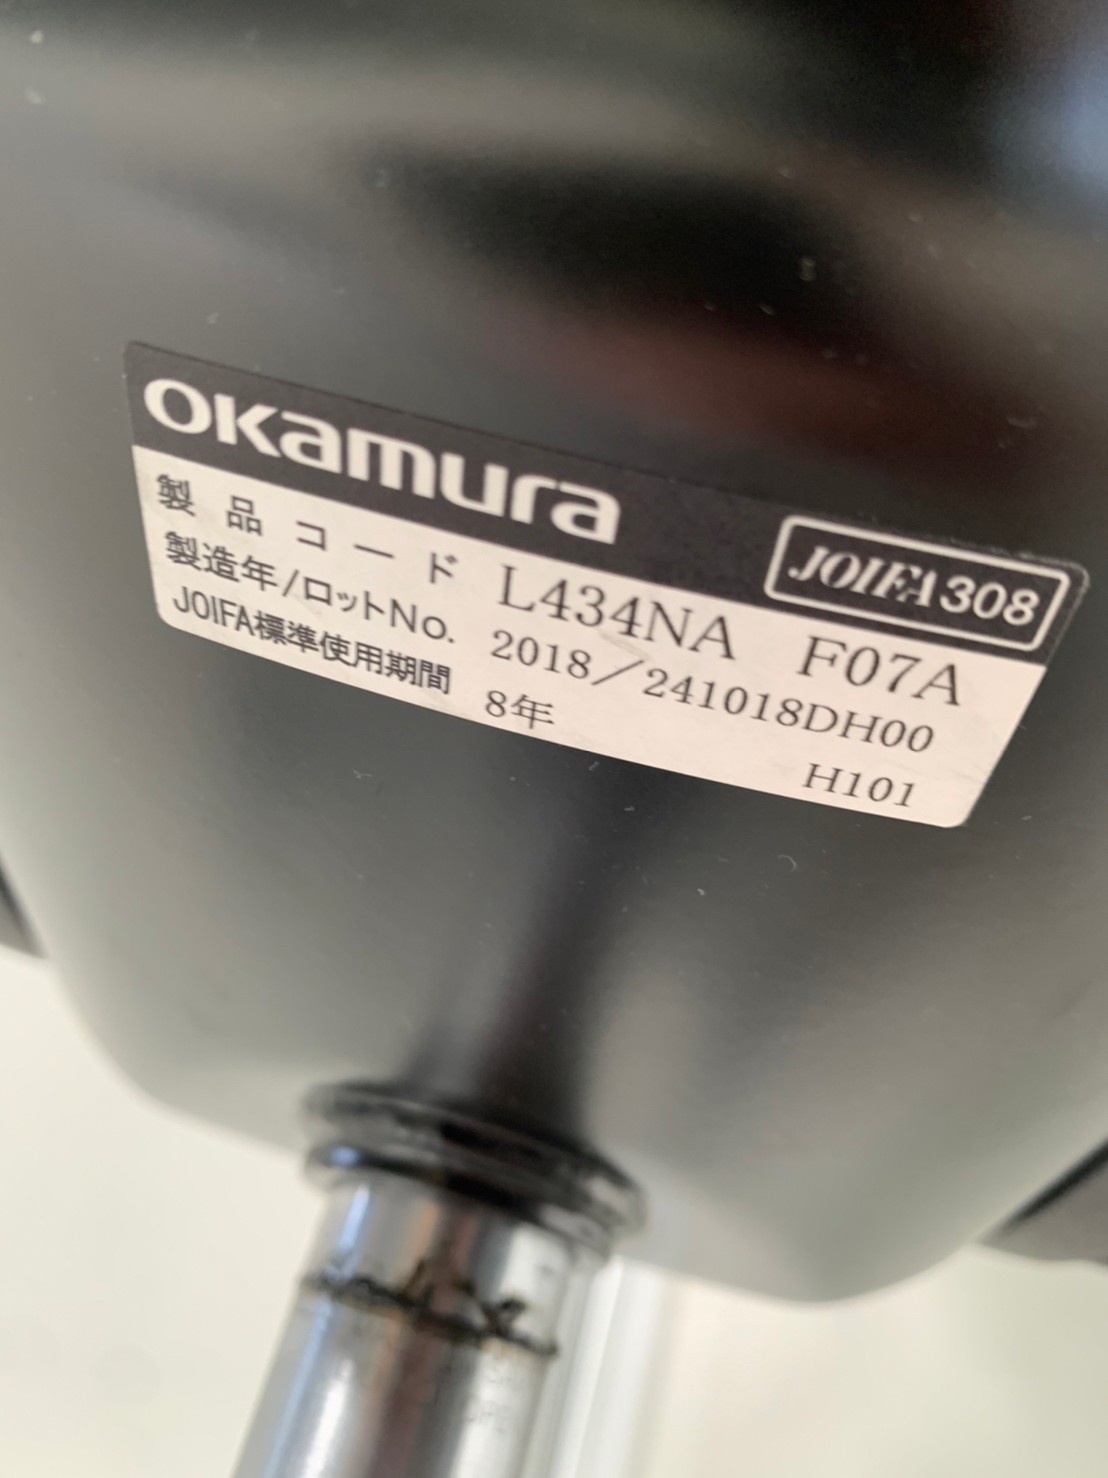 OKamura
JOIFA308
製品コード L434NA F07A
製造年/ロットNo. 2018/241018DH00
JOIFA標準使用期間 8年 H101